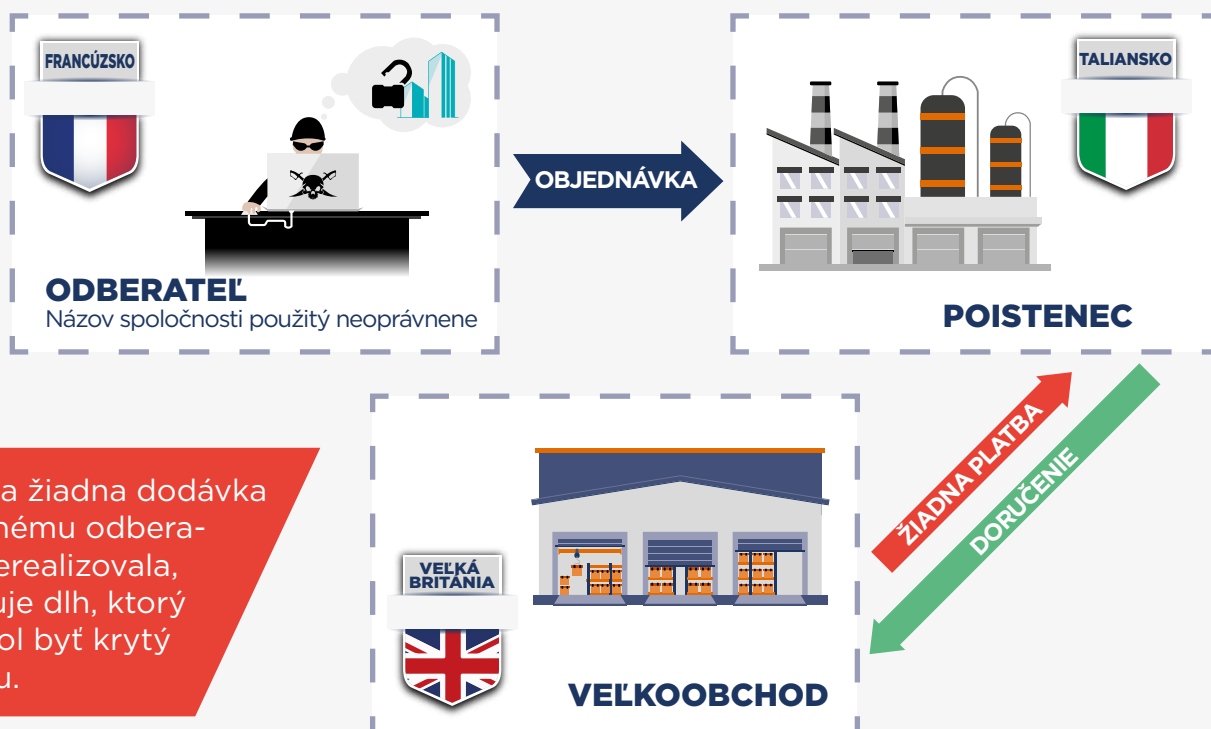 FRANCÚZSKO
TALIANSKO
OBJEDNÁVKA
ODBERATEĽ
Názov spoločnosti použitý neoprávnene
POISTENEC
ŽIADNA PLATBA
DORUČENIE
a žiadna dodávka
nému odbera-
erealizovala,
uje dlh, ktorý
ol byť krytý
u.
VEĽKÁ
BRITÁNIA
VEĽKOOBCHOD